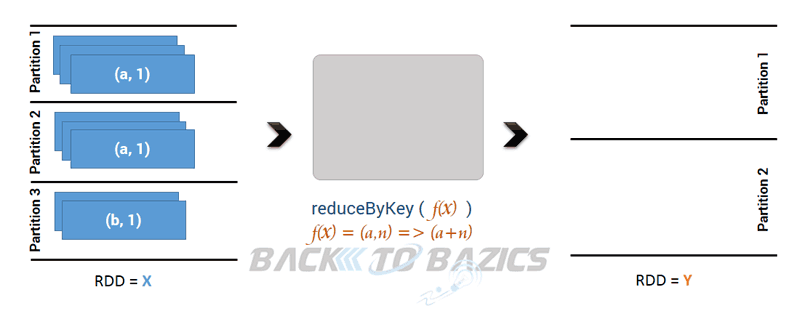 Partition 1
(a, 1)
Partition 2
(a, 1)
Partition 3
(b, 1)
RDD = X
reduceByKey ( f(x) )
f(x) = (a,n) => (a+n)
BACK TO BAZICS
Partition 1
Partition 2
RDD = Y